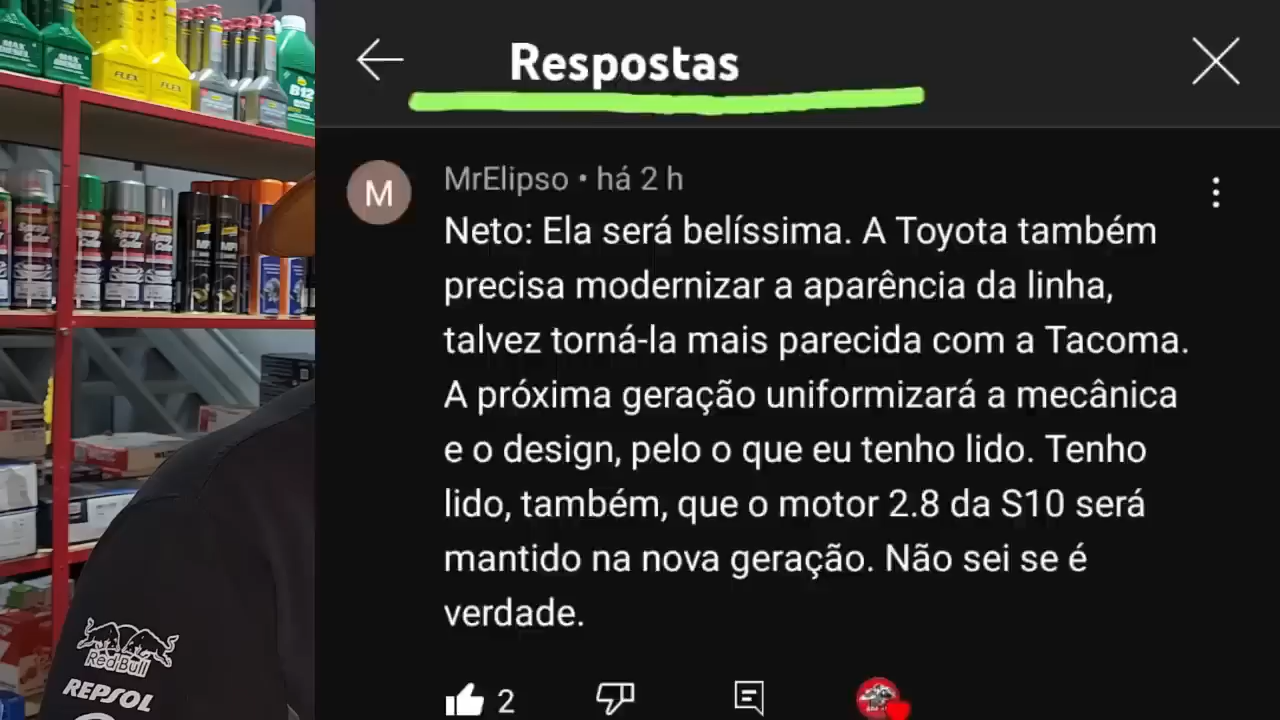 Respostas
M
MrElipso • há 2 h
Neto: Ela será belíssima. A Toyota também
precisa modernizar a aparência da linha,
talvez torná-la mais parecida com a Tacoma.
A próxima geração uniformizará a mecânica
e o design, pelo o que eu tenho lido. Tenho
lido, também, que o motor 2.8 da S10 será
mantido na nova geração. Não sei se é
verdade.
2
MAX
FLEX
FLEX
B12
Red Bull
REPSOL